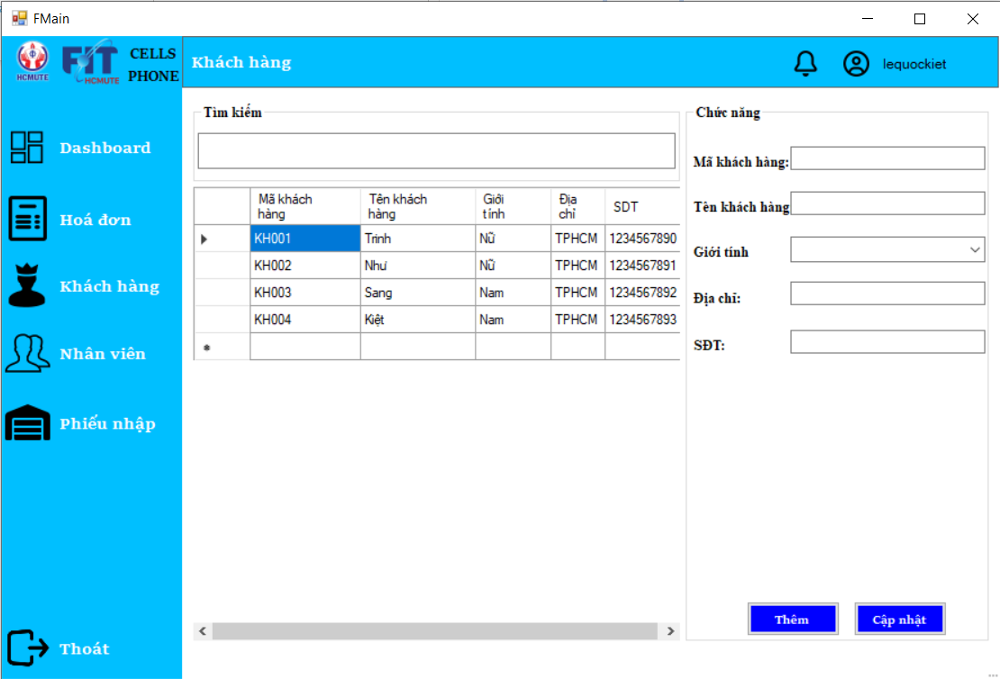 FMain
HCMUTE
FIT
HCMUTE
CELLS
PHONE
Khách hàng
lequockiet
Dashboard
Hoá đơn
Khách hàng
Nhân viên
Phiếu nhập
Thoát
Tìm kiếm
Mã khách hàng Tên khách hàng Giới tính Địa chỉ SDT
KH001 Trinh Nữ TPHCM 1234567890
KH002 Như Nữ TPHCM 1234567891
KH003 Sang Nam TPHCM 1234567892
KH004 Kiệt Nam TPHCM 1234567893
Chức năng
Mã khách hàng:
Tên khách hàng
Giới tính
Địa chỉ:
SĐT:
Thêm
Cập nhật